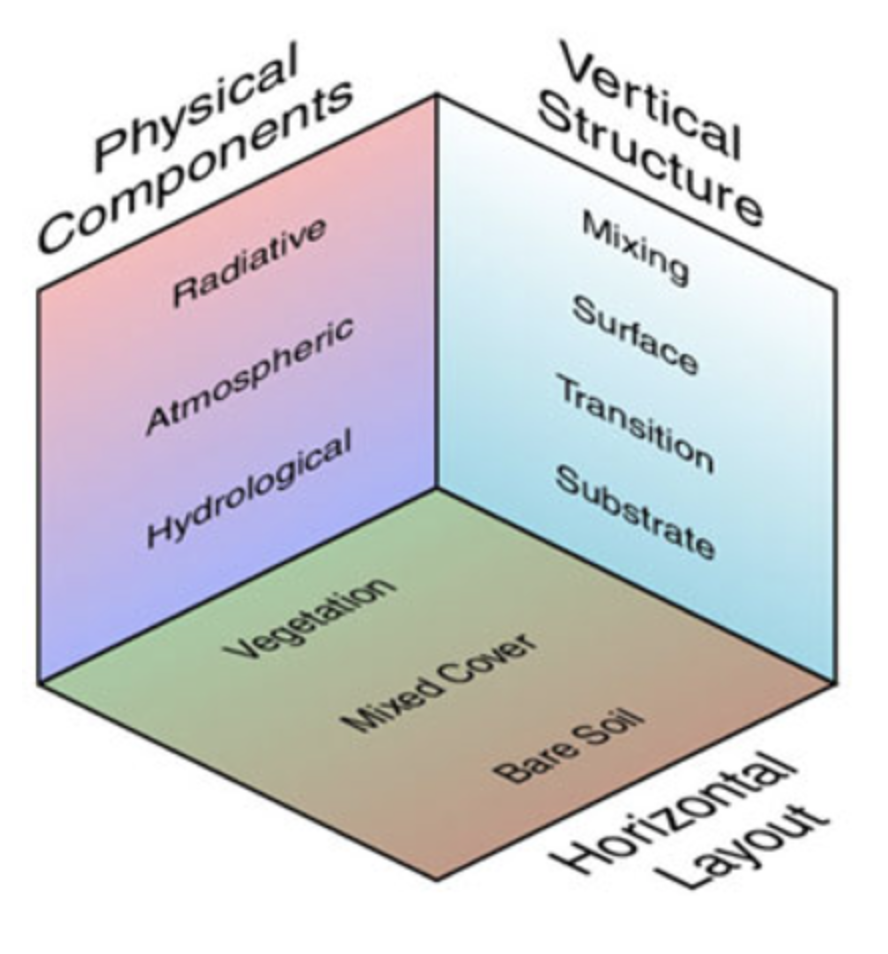 Physical
Components
Radiative
Atmospheric
Hydrological
Vertical
Structure
Mixing
Surface
Transition
Substrate
Vegetation
Mixed Cover
Bare Soil
Horizontal
Layout